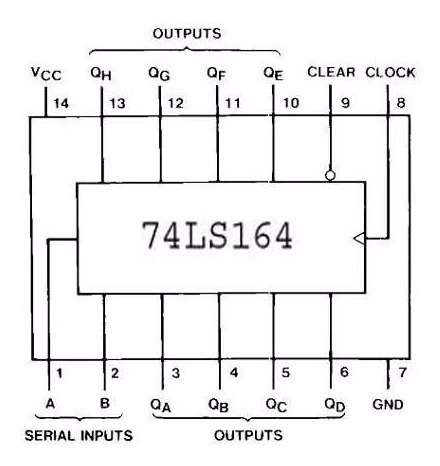 OUTPUTS
VCC QH QG QF QE CLEAR CLOCK
14 13 12 11 10 9 8
74LS164
1 2 3 4 5 6 7
A B QA QB QC QD GND
SERIAL INPUTS OUTPUTS